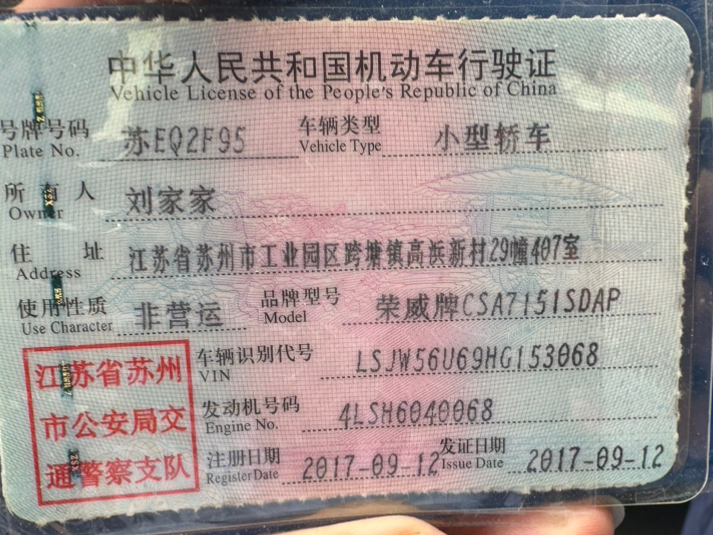 中华人民共和国机动车行驶证
Vehicle License of the People's Republic of China
号牌号码 苏EQ2F95 车辆类型 小型轿车
Plate No. Vehicle Type
所有人 刘家家
Owner
住址 江苏省苏州市工业园区跨塘镇高浜新村29幢407室
Address
使用性质 非营运 品牌型号 荣威牌CSA7151SDAP
Use Character Model
江苏省苏州
市公安局交
通警察支队
车辆识别代号 LSJW56U69HG153068
VIN
发动机号码 4LSH6040068
Engine No.
注册日期 2017-09-12 发证日期 2017-09-12
Register Date Issue Date